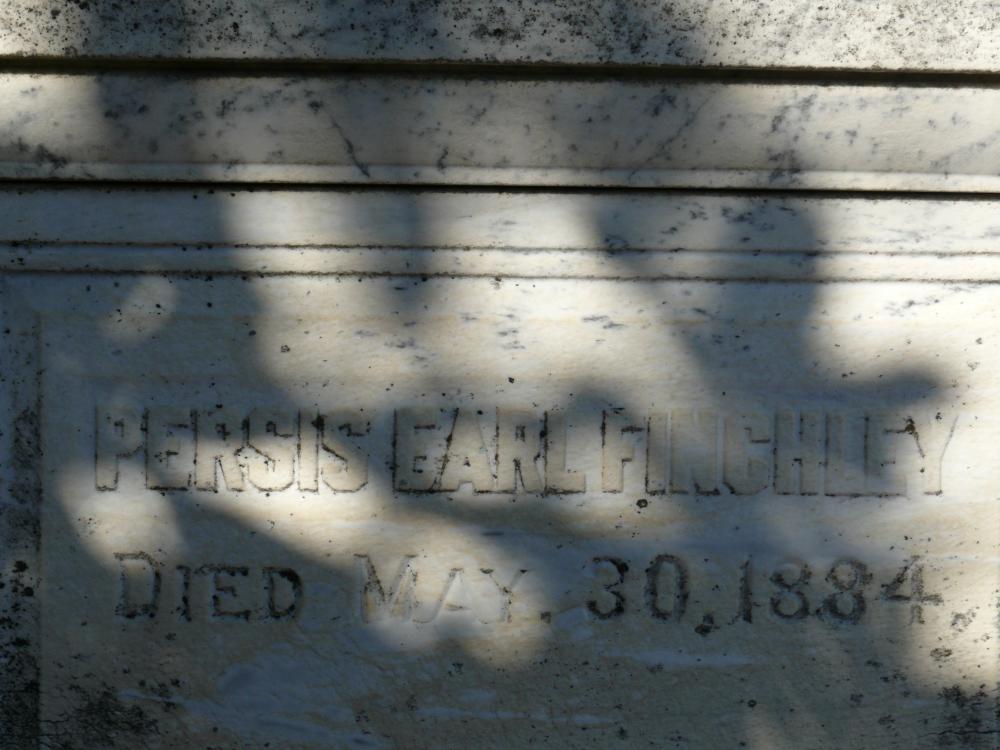 PERSIS EARL FINCHLEY
DIED MAY. 30, 1884.